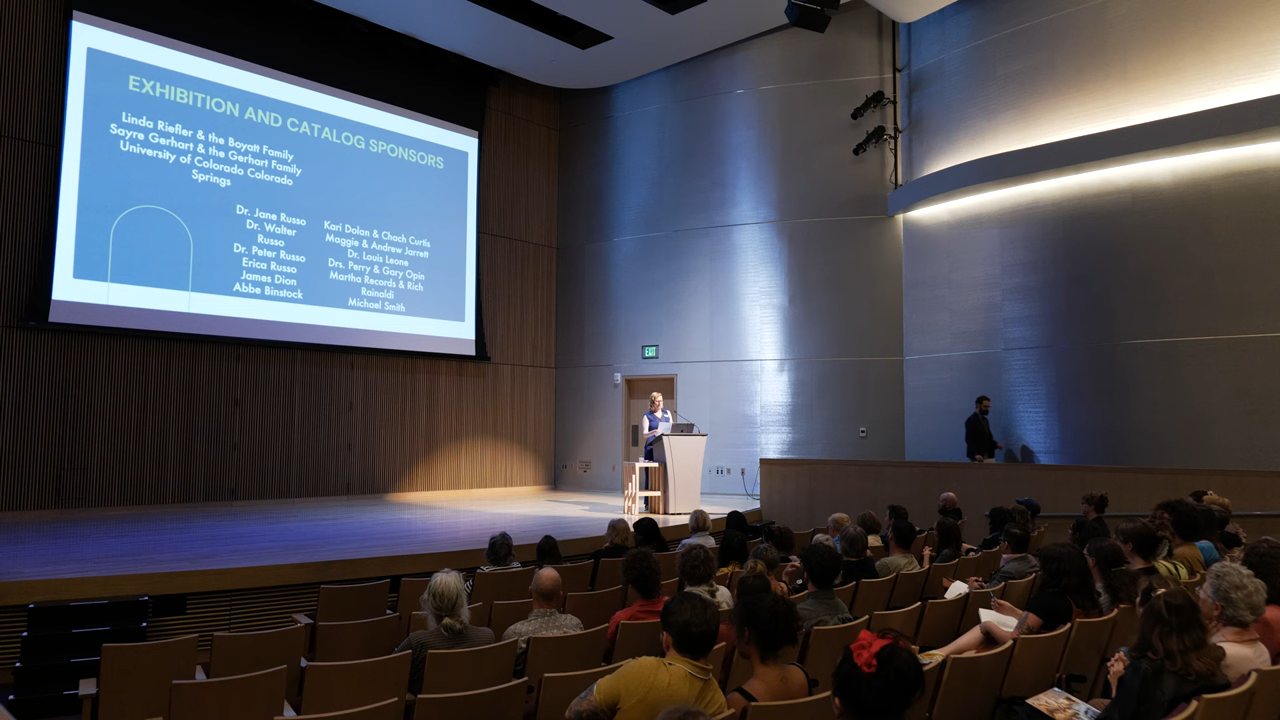 EXHIBITION AND CATALOG SPONSORS
Linda Riefler & the Boyatt Family
Sayre Gerhart & the Gerhart Family
University of Colorado Colorado
Springs
Dr. Jane Russo
Dr. Walter
Russo
Dr. Peter Russo
Erica Russo
James Dion
Abbe Binstock
Kari Dolan & Chach Curtis
Maggie & Andrew Jarrett
Dr. Louis Leone
Drs. Perry & Gary Opin
Martha Records & Rich
Rainaldi
Michael Smith
EXIT